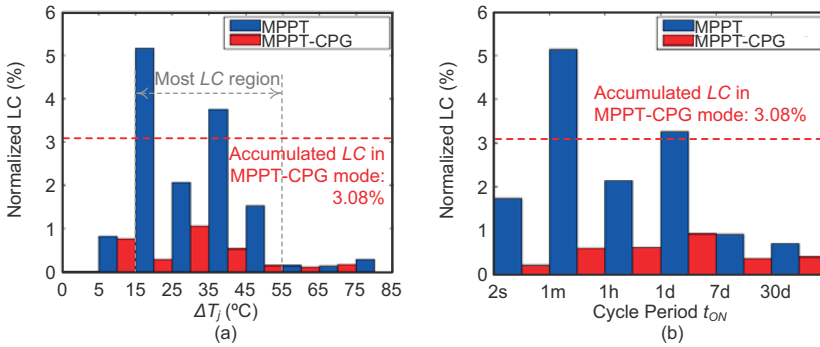 6
5
4
3
2
1
0
Normalized LC (%)
MPPT
MPPT-CPG
Most LC region
Accumulated LC in
MPPT-CPG mode:
3.08%
0 5 15 25 35 45 55 65 75 85
ΔTj (ºC)
(a)
6
5
4
3
2
1
0
Normalized LC (%)
MPPT
MPPT-CPG
Accumulated LC in
MPPT-CPG mode: 3.08%
2s 1m 1h 1d 7d 30d
Cycle Period tON
(b)